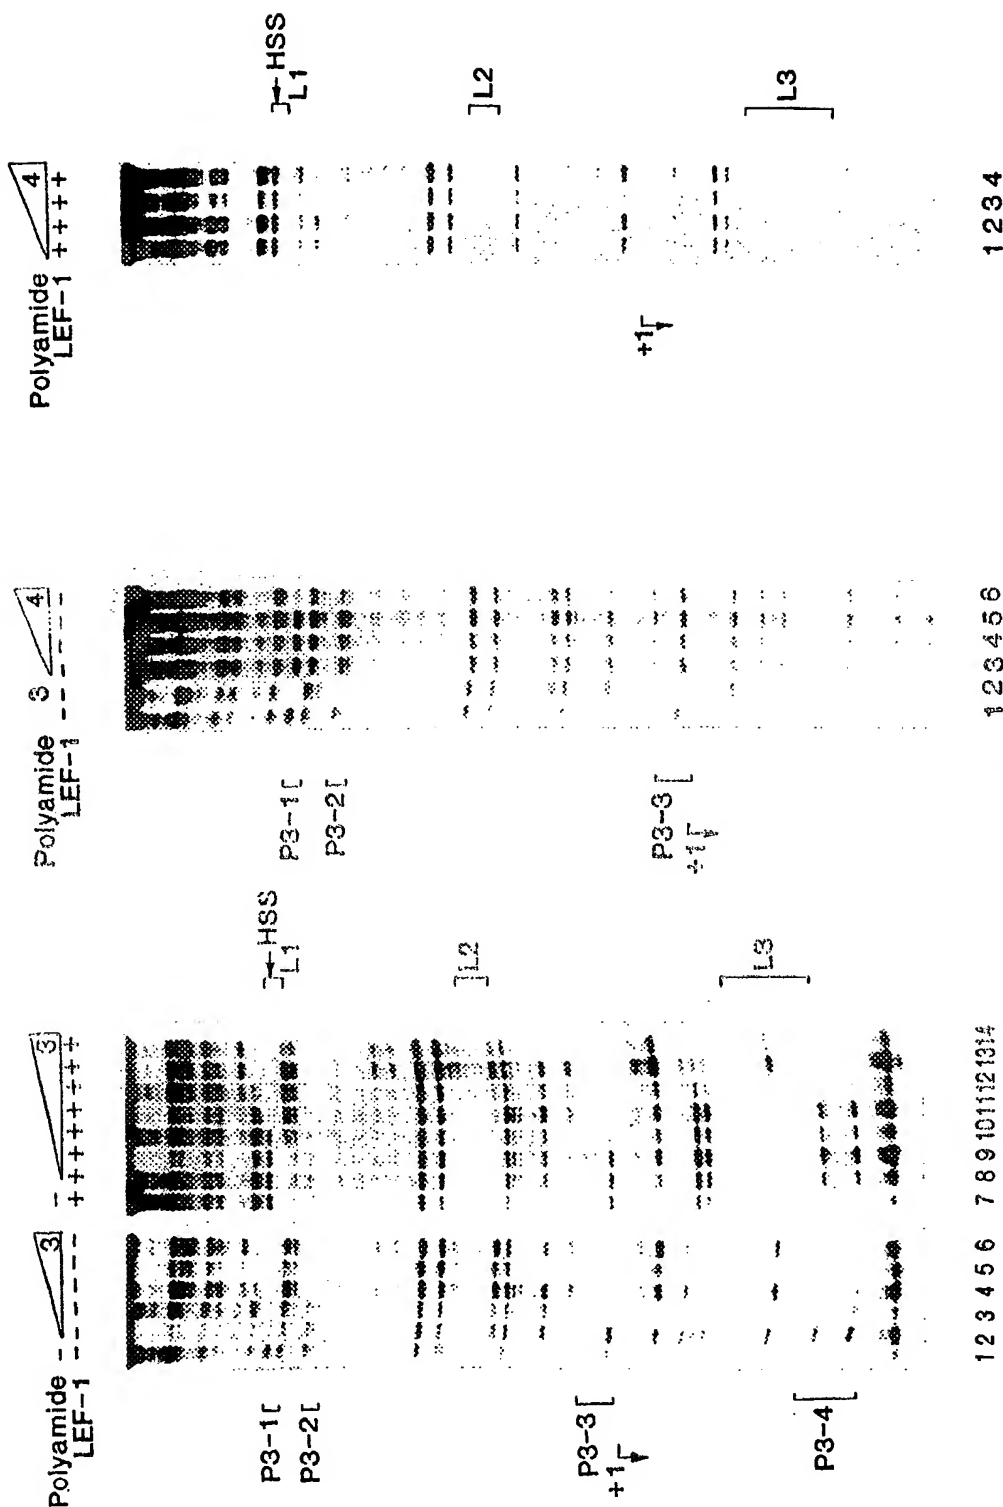 Polyamide - 3 - 3
LEF-1 - - - - - - + + + + + + + +
HSS
L1
L2
L3
P3-1
P3-2
P3-3
+1
P3-4
1 2 3 4 5 6 7 8 9 10 11 12 13 14
Polyamide - 3 4
LEF-1 - - - - - -
P3-1
P3-2
P3-3
+1
1 2 3 4 5 6
Polyamide 4
LEF-1 + + + +
HSS
L1
L2
L3
+1
1 2 3 4